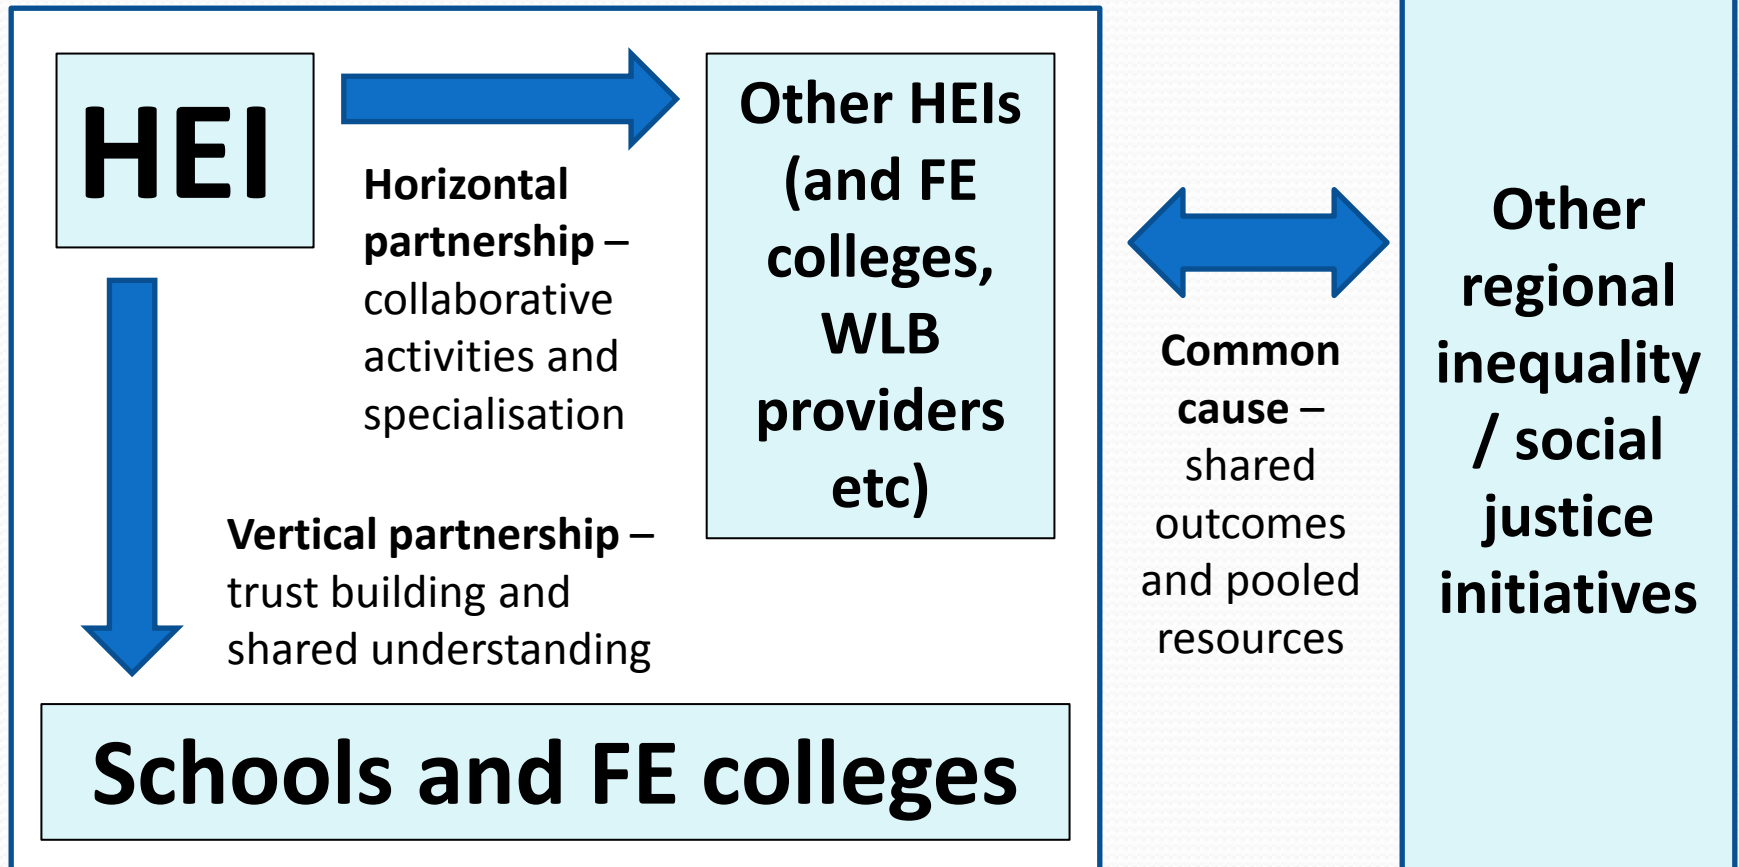 HEI
Horizontal
partnership –
collaborative
activities and
specialisation
Other HEIs
(and FE
colleges,
WLB
providers
etc)
Vertical partnership –
trust building and
shared understanding
Schools and FE colleges
Common
cause –
shared
outcomes
and pooled
resources
Other
regional
inequality
/ social
justice
initiatives